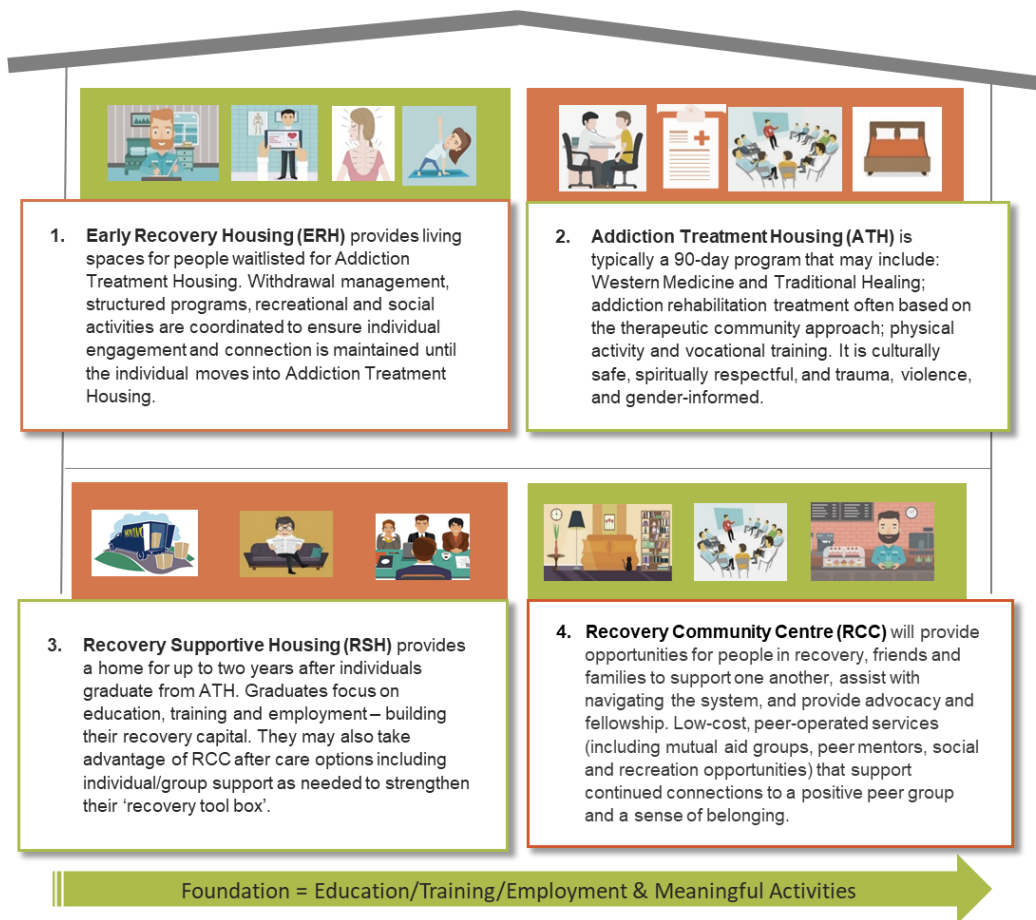 1. Early Recovery Housing (ERH) provides living
spaces for people waitlisted for Addiction
Treatment Housing. Withdrawal management,
structured programs, recreational and social
activities are coordinated to ensure individual
engagement and connection is maintained until
the individual moves into Addiction Treatment
Housing.
2. Addiction Treatment Housing (ATH) is
typically a 90-day program that may include:
Western Medicine and Traditional Healing;
addiction rehabilitation treatment often based on
the therapeutic community approach; physical
activity and vocational training. It is culturally
safe, spiritually respectful, and trauma, violence,
and gender-informed.
3. Recovery Supportive Housing (RSH) provides
a home for up to two years after individuals
graduate from ATH. Graduates focus on
education, training and employment – building
their recovery capital. They may also take
advantage of RCC after care options including
individual/group support as needed to strengthen
their ‘recovery tool box’.
4. Recovery Community Centre (RCC) will provide
opportunities for people in recovery, friends and
families to support one another, assist with
navigating the system, and provide advocacy and
fellowship. Low-cost, peer-operated services
(including mutual aid groups, peer mentors, social
and recreation opportunities) that support
continued connections to a positive peer group
and a sense of belonging.
Foundation = Education/Training/Employment & Meaningful Activities